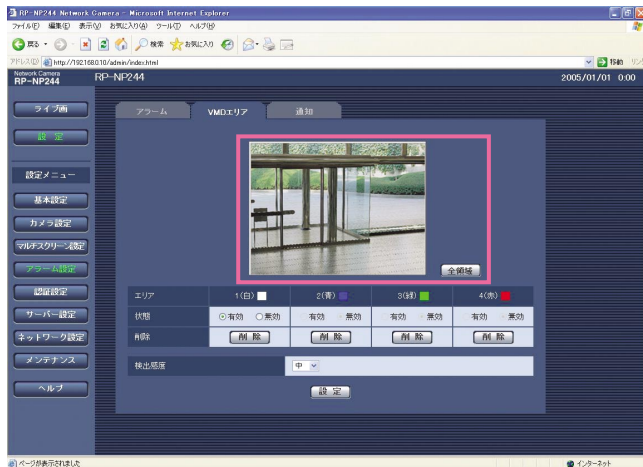 RP-NP244 Network Camera - Microsoft Internet Explorer
ファイル(F) 編集(E) 表示(V) お気に入り(A) ツール(T) ヘルプ(H)
戻る 検索 お気に入り
アドレス(D) http://192.168.0.10/admin/index.html 移動 リンク
Network Camera
RP-NP244
RP-NP244
2005/01/01 0:00
ライブ画
設定
設定メニュー
基本設定
カメラ設定
マルチスクリーン設定
アラーム設定
認証設定
サーバー設定
ネットワーク設定
メンテナンス
ヘルプ
アラーム VMDエリア 通知
全領域
エリア 1(白) 2(青) 3(緑) 4(赤)
状態 有効 無効 有効 無効 有効 無効 有効 無効
削除 削除 削除 削除 削除
検出感度 中
設定
ページが表示されました インターネット